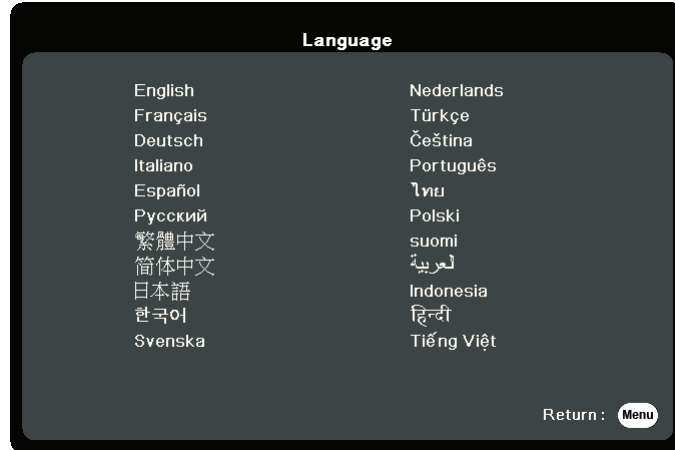 Language
English
Français
Deutsch
Italiano
Español
Русский
繁體中文
简体中文
日本語
한국어
Svenska
Nederlands
Türkçe
Čeština
Português
ไทย
Polski
suomi
لعربية
Indonesia
हिन्दी
Tiếng Việt
Return : Menu